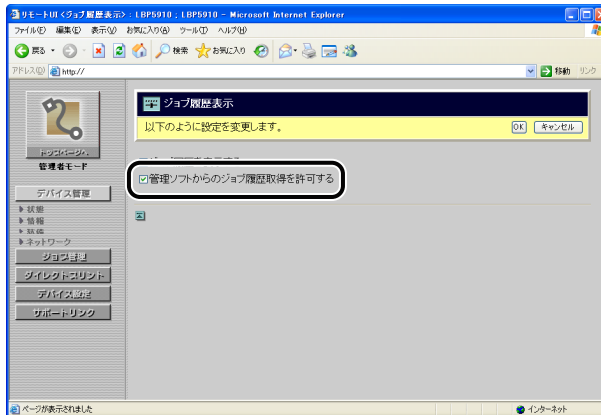 リモートUI <ジョブ履歴表示> : LBP5910 ; LBP5910 - Microsoft Internet Explorer
ファイル(F) 編集(E) 表示(V) お気に入り(A) ツール(T) ヘルプ(H)
戻る 検索 お気に入り
アドレス(D) http:// 移動 リンク
ジョブ履歴表示
以下のように設定を変更します。 OK キャンセル
トップページへ
管理者モード
管理ソフトからのジョブ履歴取得を許可する
デバイス管理
状態
情報
ネットワーク
ジョブ管理
ダイレクトプリント
デバイス設定
サポートリンク
ページが表示されました インターネット